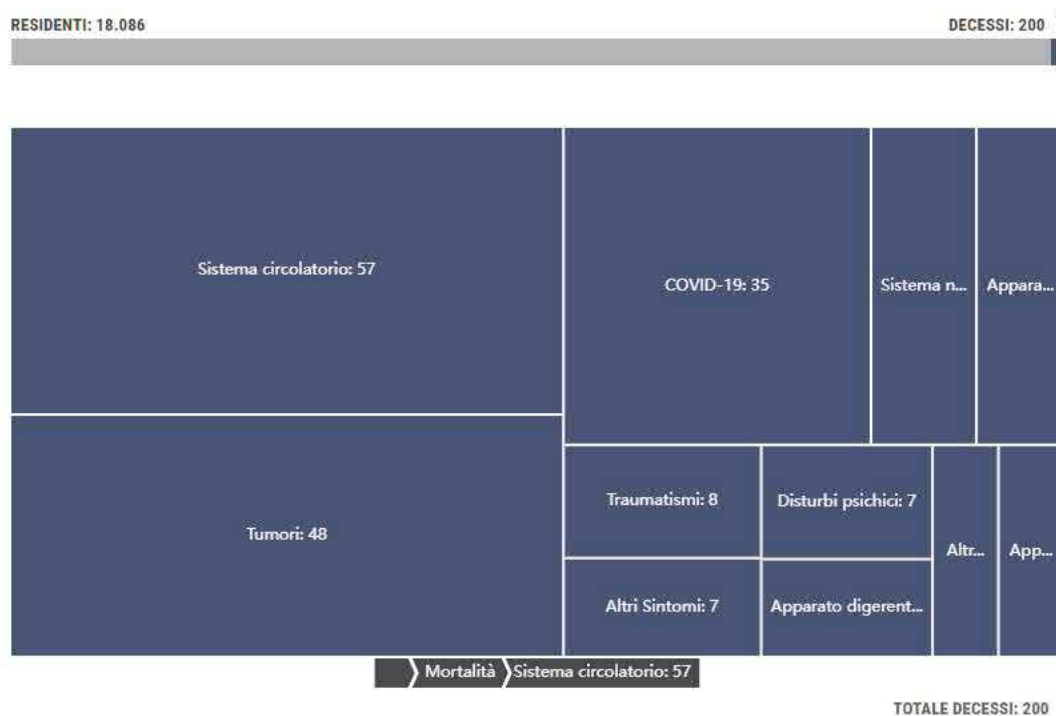 RESIDENTI: 18.086 DECESSI: 200
Sistema circolatorio: 57
COVID-19: 35
Sistema n...
Appara...
Tumori: 48
Traumatismi: 8
Disturbi psichici: 7
Altri Sintomi: 7
Apparato digerent...
Altr...
App...
Mortalità Sistema circolatorio: 57
TOTALE DECESSI: 200